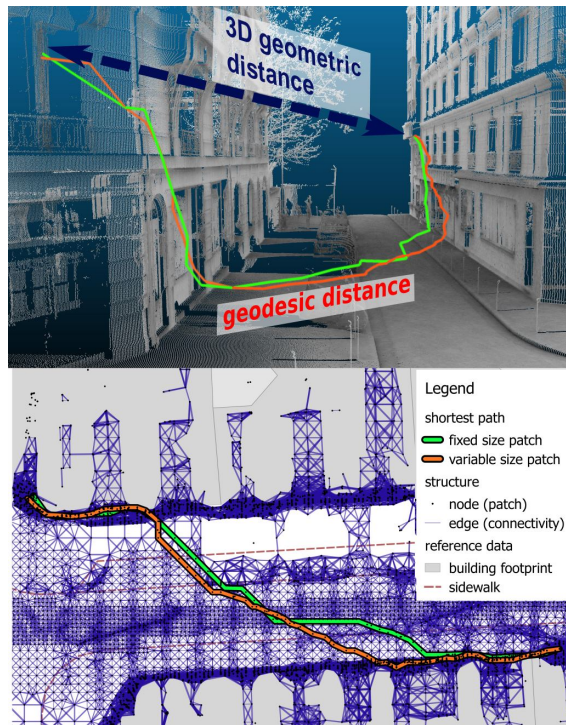 3D geometric
distance
geodesic distance
Legend
shortest path
fixed size patch
variable size patch
structure
node (patch)
edge (connectivity)
reference data
building footprint
sidewalk